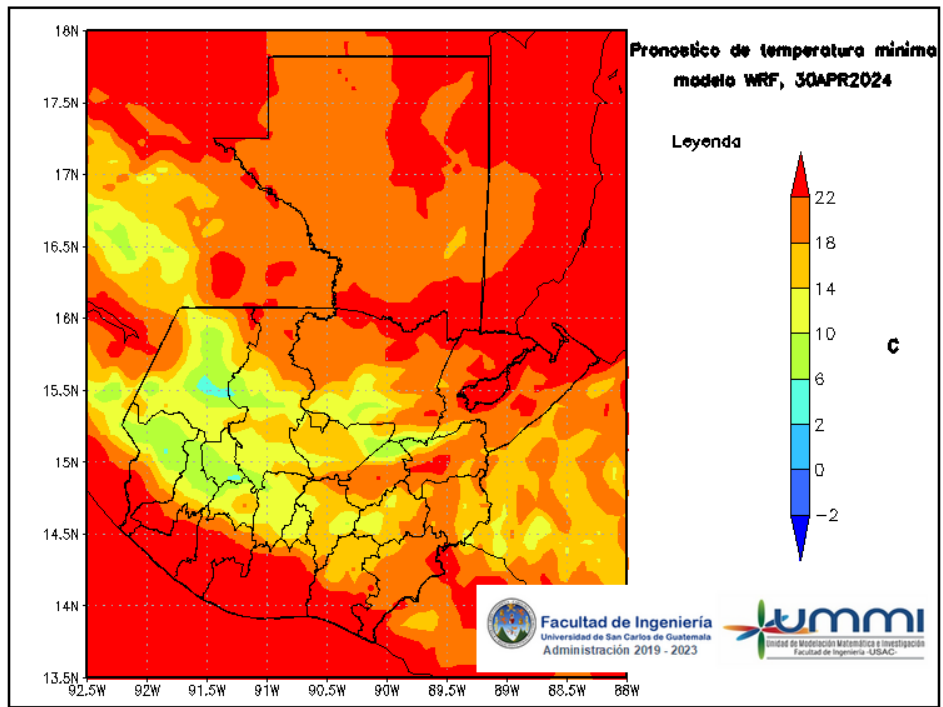 Pronostico de temperatura minima
modelo WRF, 30APR2024
Leyenda
22
18
14
10
6
2
0
−2
C
18N
17.5N
17N
16.5N
16N
15.5N
15N
14.5N
14N
13.5N
92.5W 92W 91.5W 91W 90.5W 90W 89.5W 89W 88.5W 88W
Facultad de Ingeniería
Universidad de San Carlos de Guatemala
Administración 2019 - 2023
UMMI
Unidad de Modelación Matemática e Investigación
Facultad de Ingeniería -USAC-